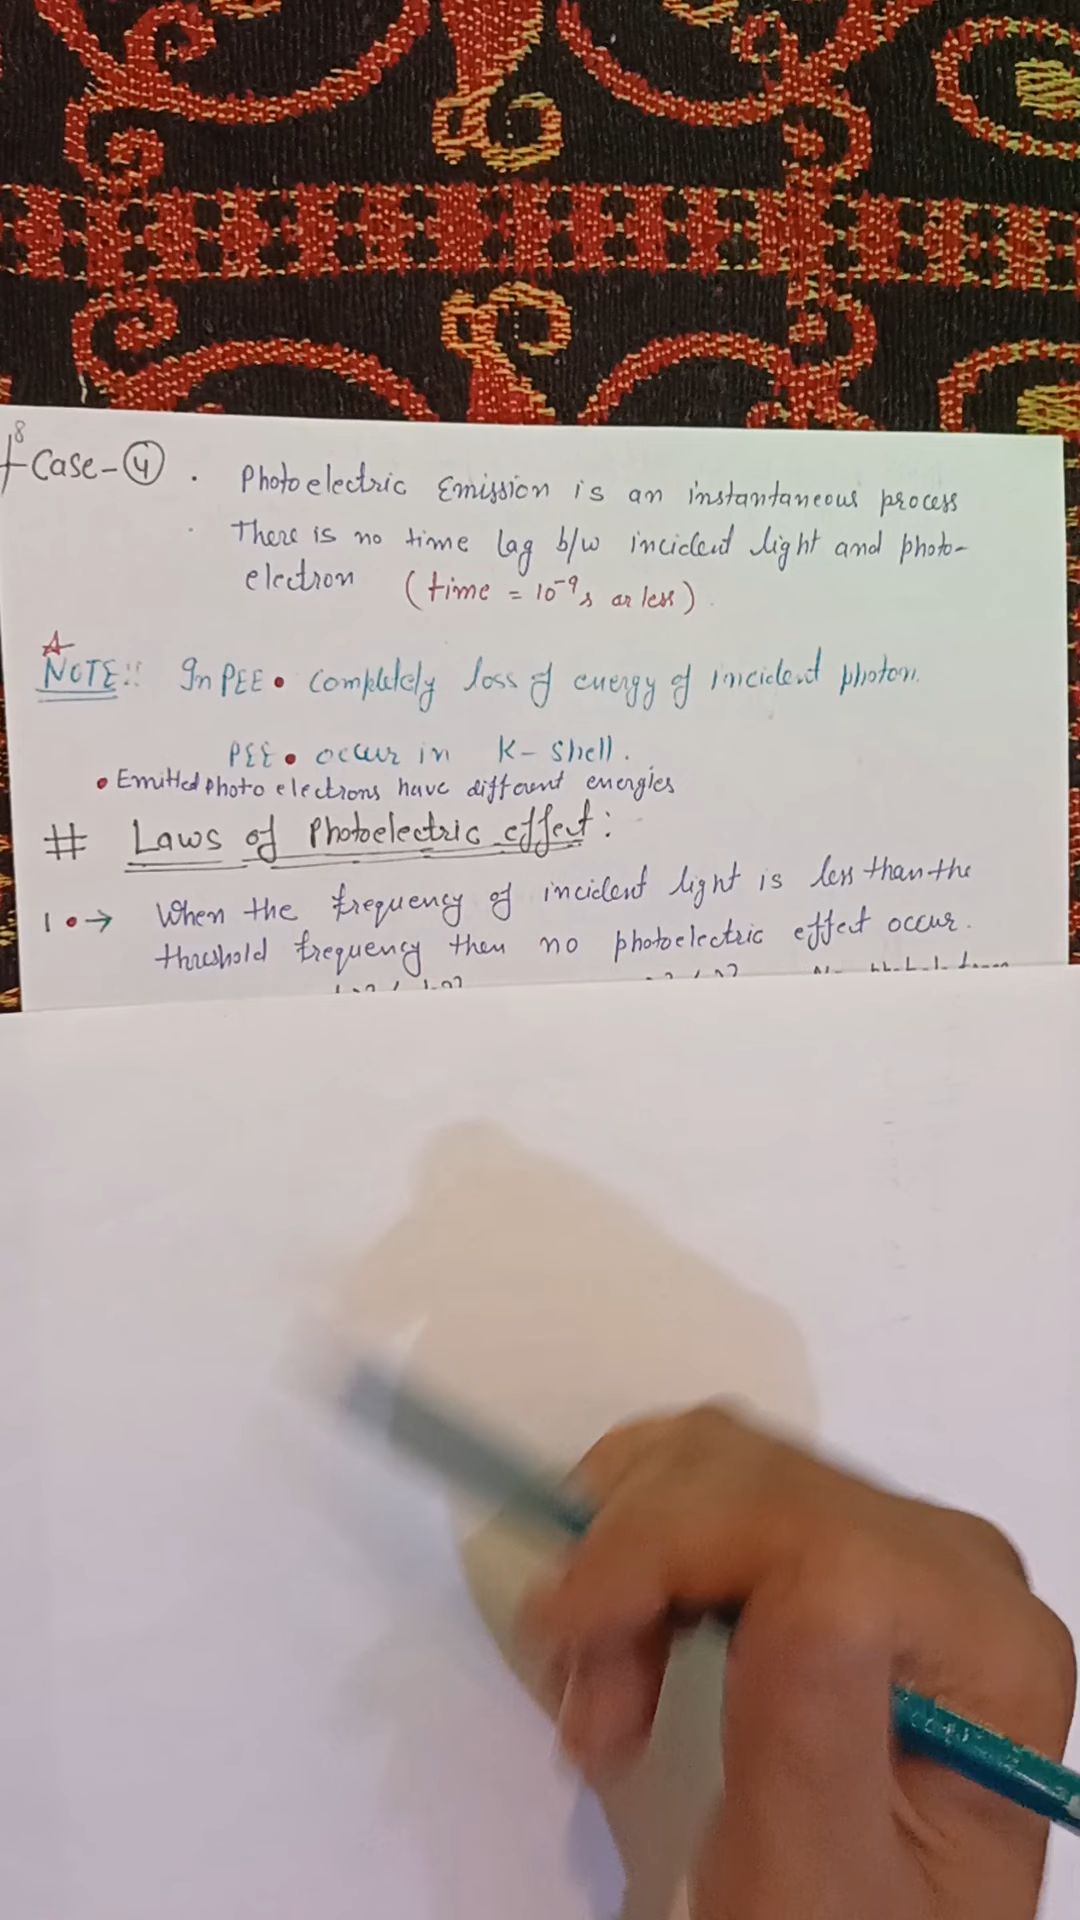 8
Case-4 . Photoelectric Emission is an instantaneous process
There is no time lag b/w incident light and photo-
electron (time = 10⁻⁹s or less).
NOTE!! In PEE • completely loss of energy of incident photon.
PEE • occur in K-shell.
• Emitted photo electrons have different energies
# Laws of Photoelectric effect:
1 •→ When the frequency of incident light is less than the
threshold frequency then no photoelectric effect occur.